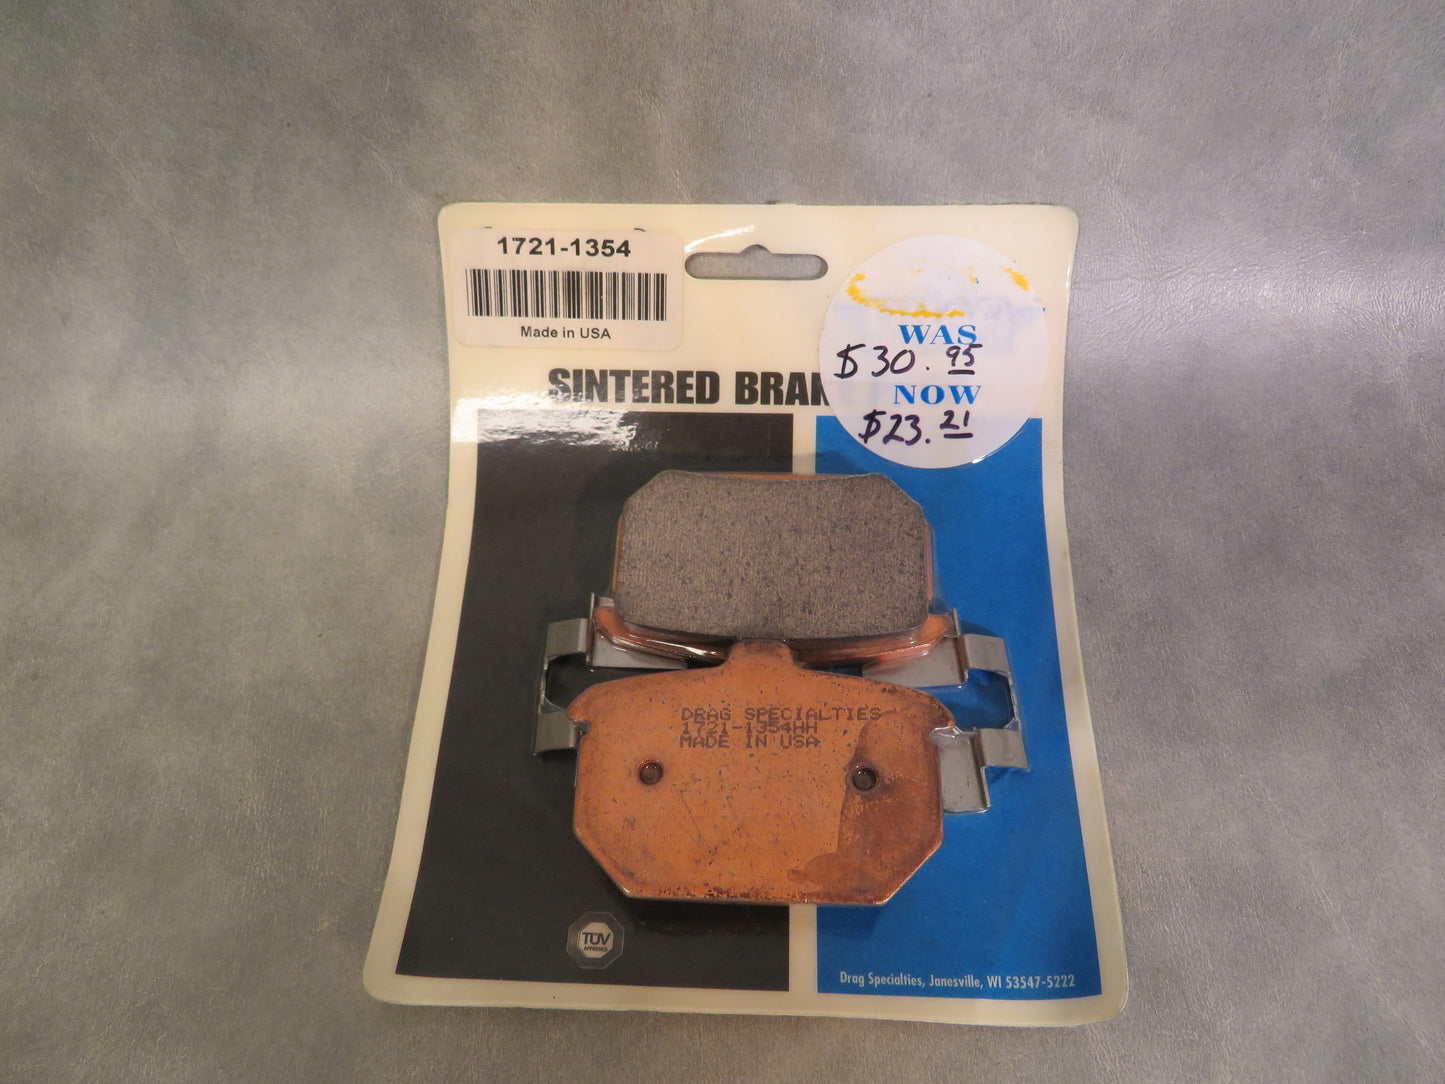 1721-1354
Made in USA
WAS
$30.95
NOW
$23.21
SINTERED BRAK
DRAG SPECIALTIES
1721-1354HH
MADE IN USA
TÜV
APPROVED
Drag Specialties, Janesville, WI 53547-5222